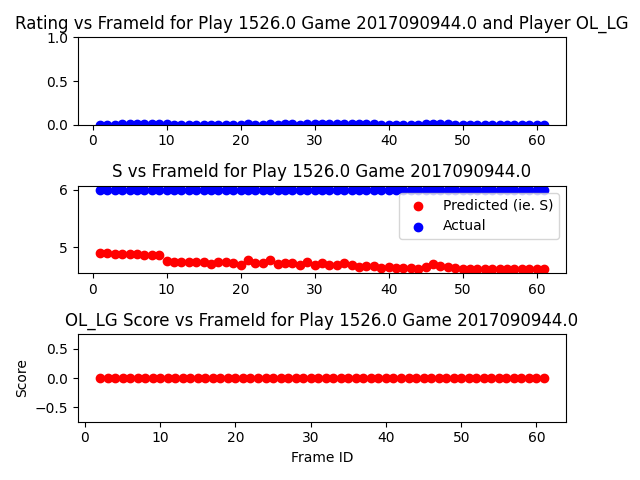 Rating vs FrameId for Play 1526.0 Game 2017090944.0 and Player OL_LG
1.0
0.5
0.0
0 10 20 30 40 50 60
S vs FrameId for Play 1526.0 Game 2017090944.0
6
5
Predicted (ie. S)
Actual
0 10 20 30 40 50 60
OL_LG Score vs FrameId for Play 1526.0 Game 2017090944.0
Score
0.5
0.0
−0.5
0 10 20 30 40 50 60
Frame ID